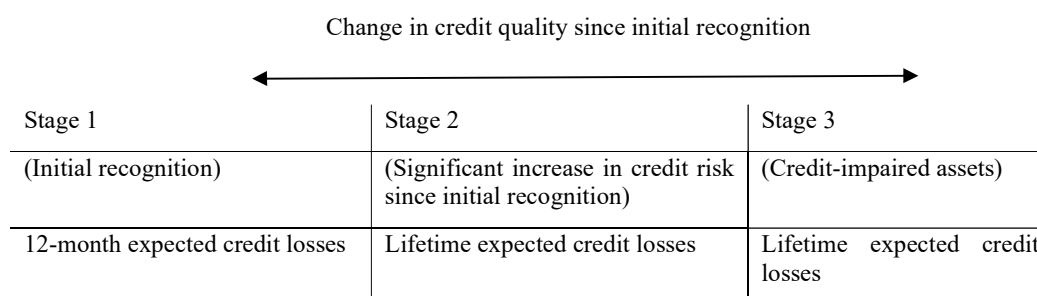 Change in credit quality since initial recognition
Stage 1
Stage 2
Stage 3
(Initial recognition)
(Significant increase in credit risk
since initial recognition)
(Credit-impaired assets)
12-month expected credit losses
Lifetime expected credit losses
Lifetime expected credit
losses